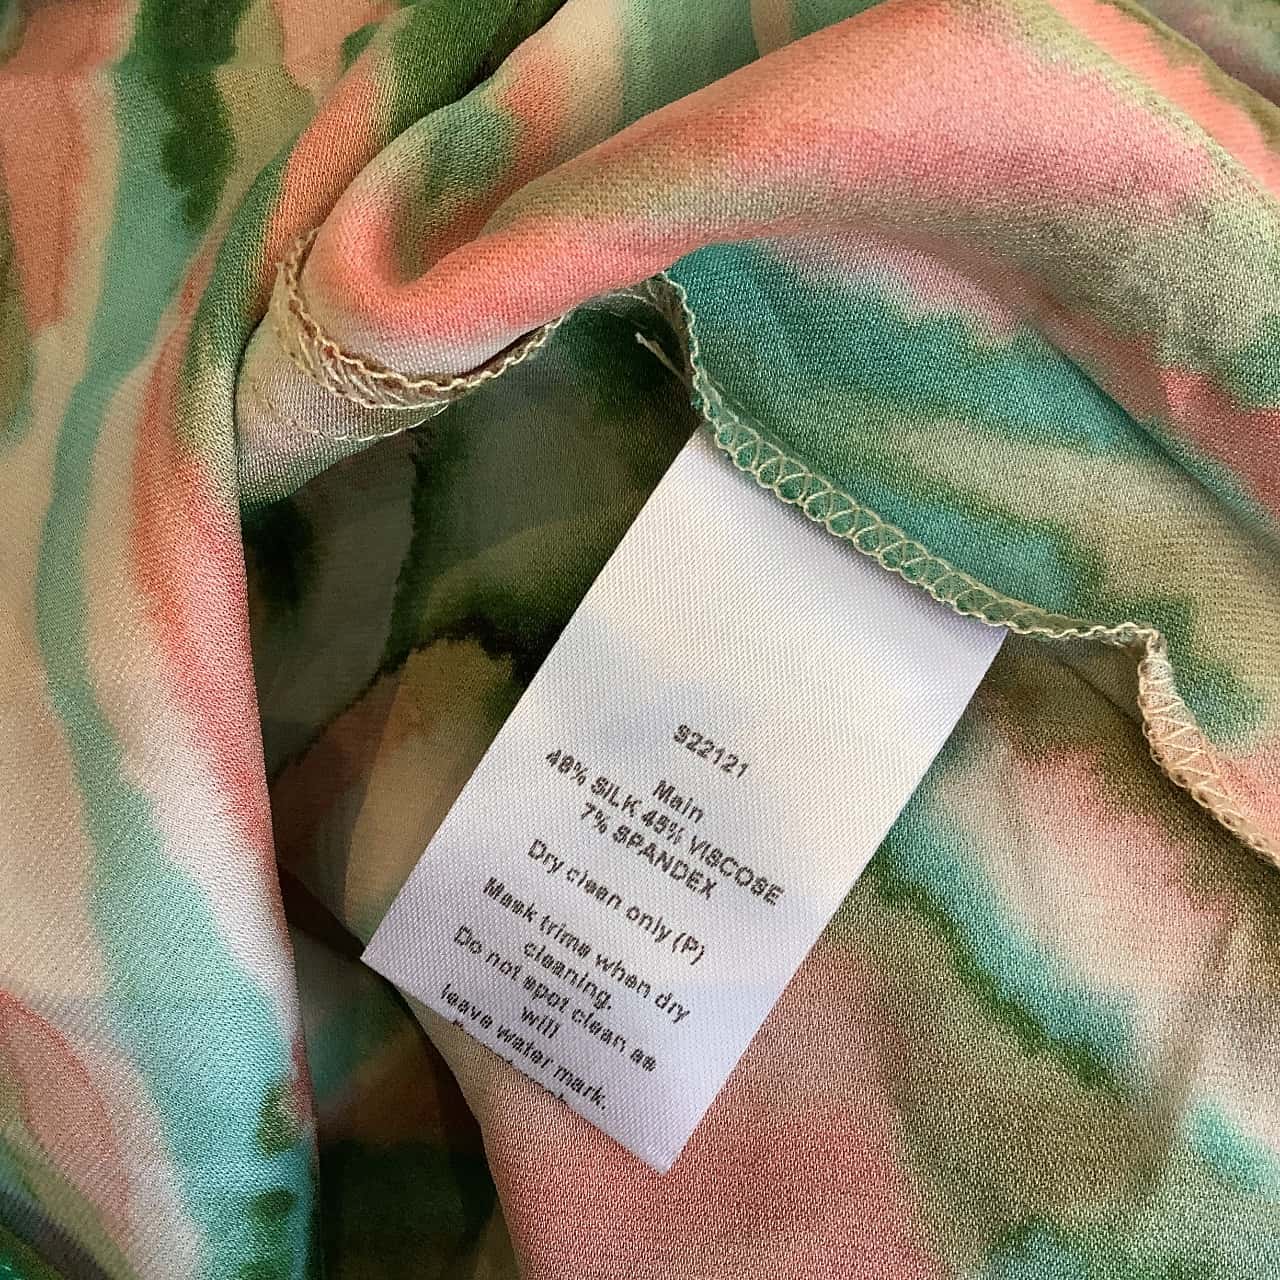 S22121
Main
48% SILK 45% VISCOSE
7% SPANDEX
Dry clean only (P)
Mask trims when dry
cleaning.
Do not spot clean as
will
leave water mark.